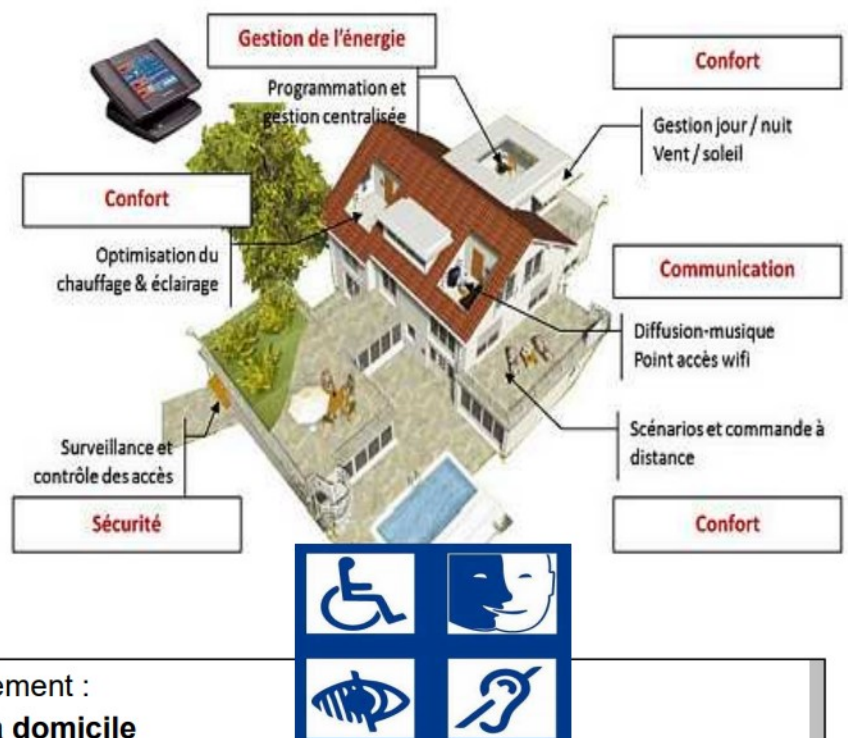 Gestion de l'énergie
Programmation et
gestion centralisée
Confort
Gestion jour / nuit
Vent / soleil
Confort
Optimisation du
chauffage & éclairage
Communication
Diffusion-musique
Point accès wifi
Scénarios et commande à
distance
Confort
Surveillance et
contrôle des accès
Sécurité
ement :
domicile